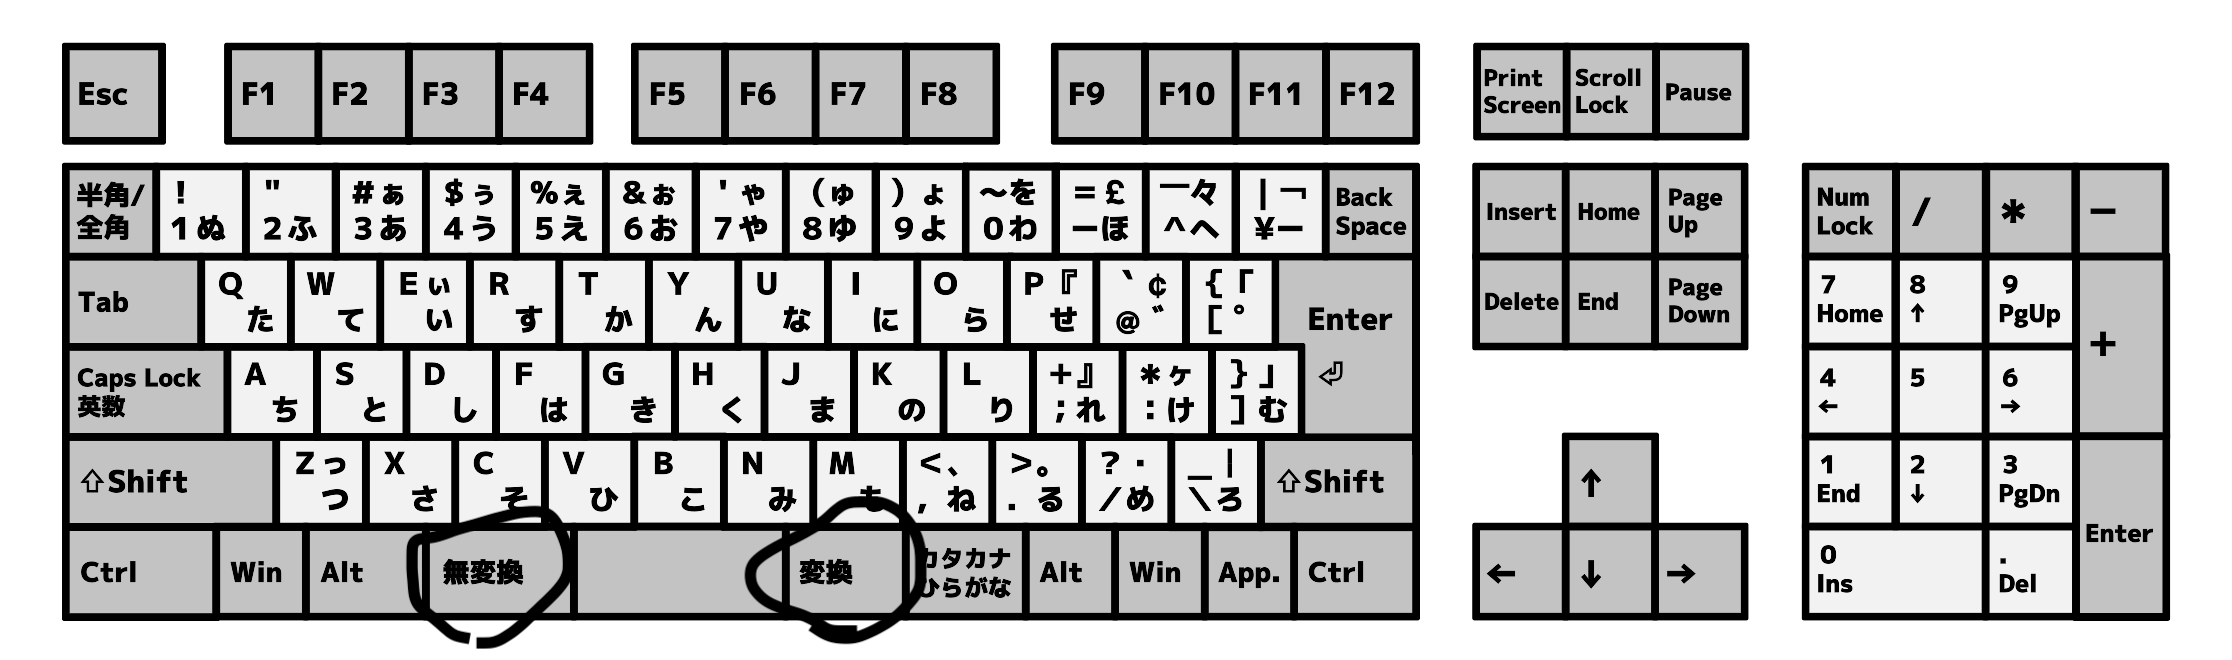 Esc F1 F2 F3 F4 F5 F6 F7 F8 F9 F10 F11 F12 Print Screen Scroll Lock Pause
半角/ ! " #ぁ $ぅ %ぇ &ぉ 'ゃ (ゅ )ょ 〜を =£ ￣々 |￢ Back
全角 1ぬ 2ふ 3あ 4う 5え 6お 7や 8ゆ 9よ 0わ ーほ ^へ ¥ー Space
Insert Home Page Up Num Lock / * −
Tab Q W Eぃ R T Y U I O P『 `¢ {「 Enter
た て い す か ん な に ら せ @゛ [゜
Delete End Page Down 7 Home 8 ↑ 9 PgUp +
Caps Lock A S D F G H J K L +』 *ヶ }」 ⏎
英数 ち と し は き く ま の り ;れ :け ]む
4 ← 5 6 →
⇧Shift Zっ X C V B N M <、 >。 ?・ _| ⇧Shift
つ さ そ ひ こ み も ,ね .る /め \ろ
↑ 1 End 2 ↓ 3 PgDn Enter
Ctrl Win Alt 無変換 変換 カタカナ ひらがな Alt Win App. Ctrl
← ↓ → 0 Ins . Del